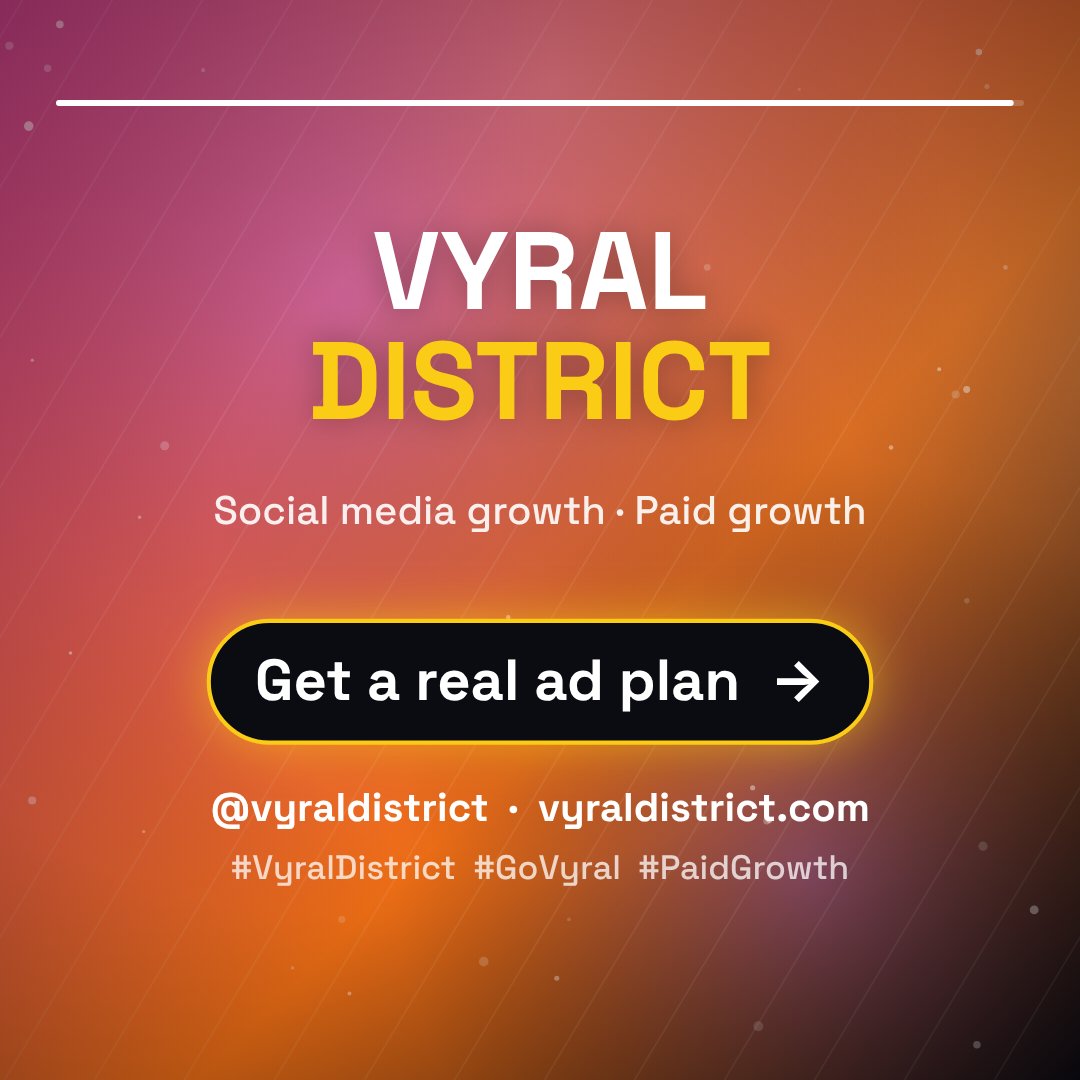 VYRAL
DISTRICT
Social media growth · Paid growth
Get a real ad plan →
@vyraldistrict · vyraldistrict.com
#VyralDistrict #GoVyral #PaidGrowth